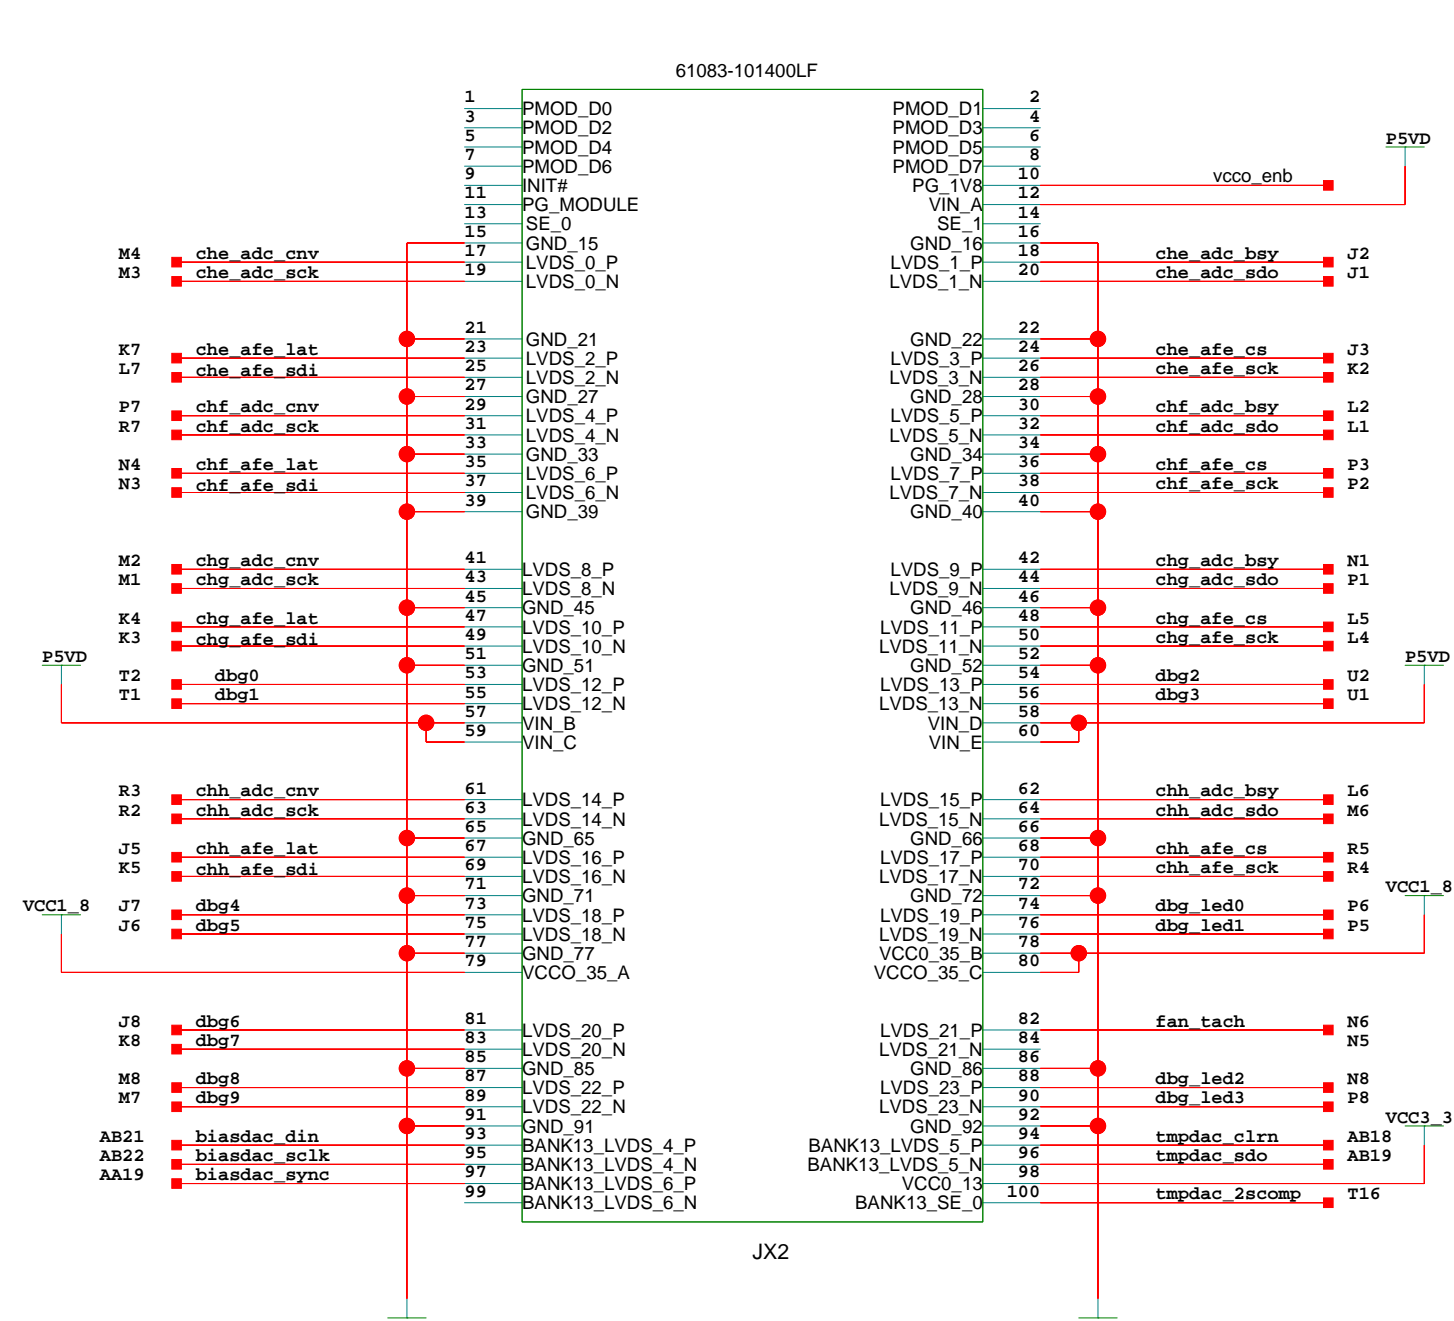 61083-101400LF
1 PMOD_D0 PMOD_D1 2
3 PMOD_D2 PMOD_D3 4
5 PMOD_D4 PMOD_D5 6 P5VD
7 PMOD_D6 PMOD_D7 8
9 INIT# PG_1V8 10 vcco_enb
11 PG_MODULE VIN_A 12
13 SE_0 SE_1 14
15 GND_15 GND_16 16
M4 che_adc_cnv 17 LVDS_0_P LVDS_1_P 18 che_adc_bsy J2
M3 che_adc_sck 19 LVDS_0_N LVDS_1_N 20 che_adc_sdo J1
21 GND_21 GND_22 22
K7 che_afe_lat 23 LVDS_2_P LVDS_3_P 24 che_afe_cs J3
L7 che_afe_sdi 25 LVDS_2_N LVDS_3_N 26 che_afe_sck K2
27 GND_27 GND_28 28
P7 chf_adc_cnv 29 LVDS_4_P LVDS_5_P 30 chf_adc_bsy L2
R7 chf_adc_sck 31 LVDS_4_N LVDS_5_N 32 chf_adc_sdo L1
33 GND_33 GND_34 34
N4 chf_afe_lat 35 LVDS_6_P LVDS_7_P 36 chf_afe_cs P3
N3 chf_afe_sdi 37 LVDS_6_N LVDS_7_N 38 chf_afe_sck P2
39 GND_39 GND_40 40
M2 chg_adc_cnv 41 LVDS_8_P LVDS_9_P 42 chg_adc_bsy N1
M1 chg_adc_sck 43 LVDS_8_N LVDS_9_N 44 chg_adc_sdo P1
45 GND_45 GND_46 46
K4 chg_afe_lat 47 LVDS_10_P LVDS_11_P 48 chg_afe_cs L5
K3 chg_afe_sdi 49 LVDS_10_N LVDS_11_N 50 chg_afe_sck L4
P5VD 51 GND_51 GND_52 52 P5VD
T2 dbg0 53 LVDS_12_P LVDS_13_P 54 dbg2 U2
T1 dbg1 55 LVDS_12_N LVDS_13_N 56 dbg3 U1
57 VIN_B VIN_D 58
59 VIN_C VIN_E 60
R3 chh_adc_cnv 61 LVDS_14_P LVDS_15_P 62 chh_adc_bsy L6
R2 chh_adc_sck 63 LVDS_14_N LVDS_15_N 64 chh_adc_sdo M6
65 GND_65 GND_66 66
J5 chh_afe_lat 67 LVDS_16_P LVDS_17_P 68 chh_afe_cs R5
K5 chh_afe_sdi 69 LVDS_16_N LVDS_17_N 70 chh_afe_sck R4
71 GND_71 GND_72 72 VCC1_8
VCC1_8 J7 dbg4 73 LVDS_18_P LVDS_19_P 74 dbg_led0 P6
J6 dbg5 75 LVDS_18_N LVDS_19_N 76 dbg_led1 P5
77 GND_77 VCC0_35_B 78
79 VCCO_35_A VCCO_35_C 80
J8 dbg6 81 LVDS_20_P LVDS_21_P 82 fan_tach N6
K8 dbg7 83 LVDS_20_N LVDS_21_N 84 N5
85 GND_85 GND_86 86
M8 dbg8 87 LVDS_22_P LVDS_23_P 88 dbg_led2 N8
M7 dbg9 89 LVDS_22_N LVDS_23_N 90 dbg_led3 P8
91 GND_91 GND_92 92 VCC3_3
AB21 biasdac_din 93 BANK13_LVDS_4_P BANK13_LVDS_5_P 94 tmpdac_clrn AB18
AB22 biasdac_sclk 95 BANK13_LVDS_4_N BANK13_LVDS_5_N 96 tmpdac_sdo AB19
AA19 biasdac_sync 97 BANK13_LVDS_6_P VCC0_13 98
99 BANK13_LVDS_6_N BANK13_SE_0 100 tmpdac_2scomp T16
JX2